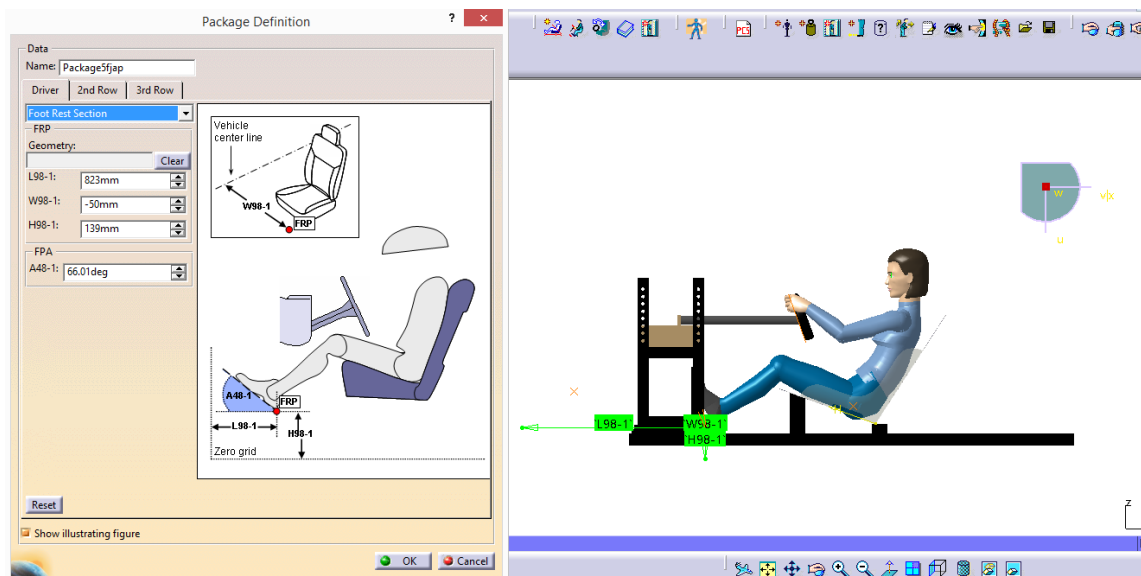 Package Definition
? ×
Data
Name: Package5fjap
Driver 2nd Row 3rd Row
Foot Rest Section
FRP
Geometry:
Clear
L98-1: 823mm
W98-1: -50mm
H98-1: 139mm
FPA
A48-1: 66.01deg
Vehicle
center line
W98-1
FRP
A48-1
FRP
L98-1
H98-1
Zero grid
Reset
Show illustrating figure
OK Cancel
PCS
w
v|x
u
`L98-1` `W98-1`
`H98-1`
z